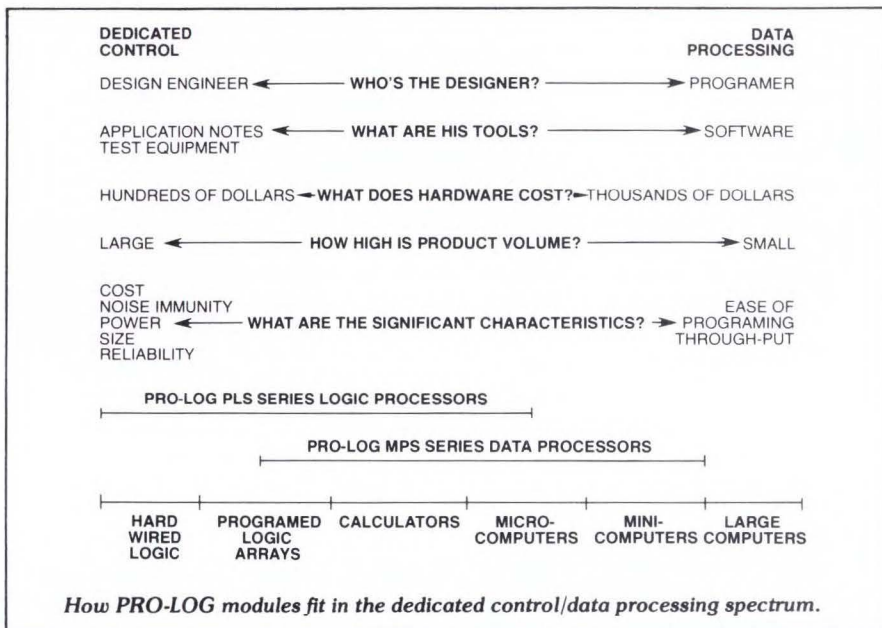 DEDICATED CONTROL
DATA PROCESSING
DESIGN ENGINEER
WHO'S THE DESIGNER?
PROGRAMER
APPLICATION NOTES
TEST EQUIPMENT
WHAT ARE HIS TOOLS?
SOFTWARE
HUNDREDS OF DOLLARS
WHAT DOES HARDWARE COST?
THOUSANDS OF DOLLARS
LARGE
HOW HIGH IS PRODUCT VOLUME?
SMALL
COST
NOISE IMMUNITY
POWER
SIZE
RELIABILITY
WHAT ARE THE SIGNIFICANT CHARACTERISTICS?
EASE OF
PROGRAMING
THROUGH-PUT
PRO-LOG PLS SERIES LOGIC PROCESSORS
PRO-LOG MPS SERIES DATA PROCESSORS
HARD
WIRED
LOGIC
PROGRAMED
LOGIC
ARRAYS
CALCULATORS
MICRO-
COMPUTERS
MINI-
COMPUTERS
LARGE
COMPUTERS
How PRO-LOG modules fit in the dedicated control/data processing spectrum.